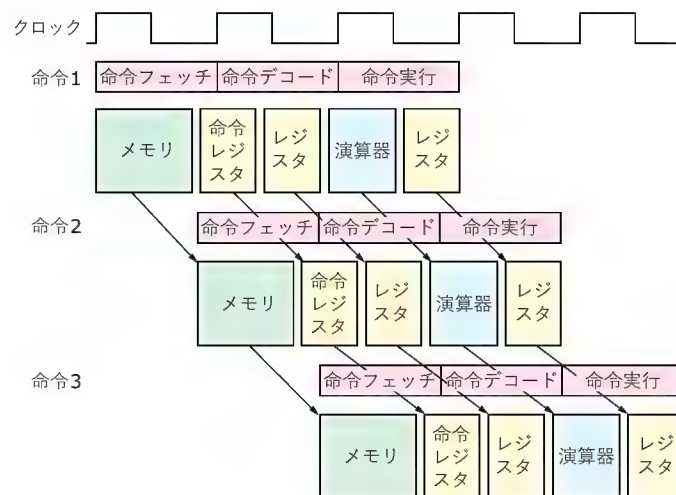 クロック
命令1
命令フェッチ 命令デコード 命令実行
メモリ
命令
レジ
スタ
レジ
スタ
演算器
レジ
スタ
命令2
命令フェッチ 命令デコード 命令実行
メモリ
命令
レジ
スタ
レジ
スタ
演算器
レジ
スタ
命令3
命令フェッチ 命令デコード 命令実行
メモリ
命令
レジ
スタ
レジ
スタ
演算器
レジ
スタ